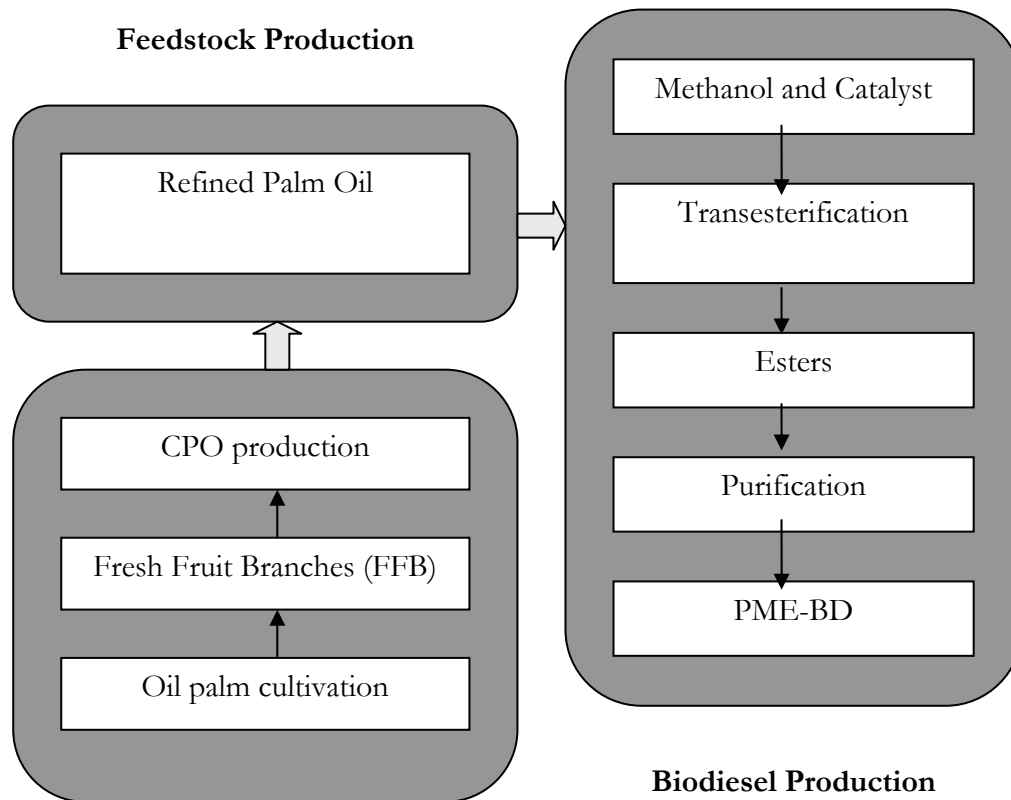 Feedstock Production
Refined Palm Oil
CPO production
Fresh Fruit Branches (FFB)
Oil palm cultivation
Methanol and Catalyst
Transesterification
Esters
Purification
PME-BD
Biodiesel Production